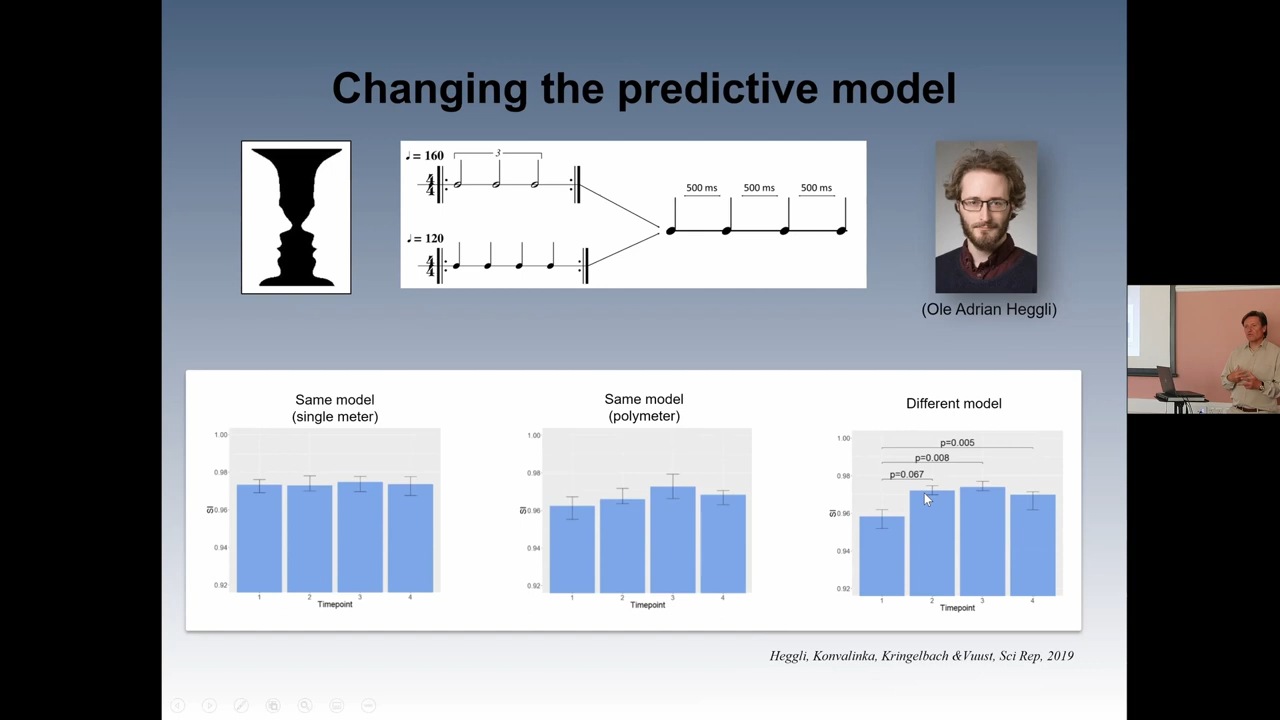 Changing the predictive model
♩ = 160
3
4
4
500 ms 500 ms 500 ms
♩ = 120
4
4
(Ole Adrian Heggli)
Same model
(single meter)
1.00
0.98
0.96
0.94
0.92
SI
1 2 3 4
Timepoint
Same model
(polymeter)
1.00
0.98
0.96
0.94
0.92
SI
1 2 3 4
Timepoint
Different model
p=0.005
p=0.008
p=0.067
1.00
0.98
0.96
0.94
0.92
SI
1 2 3 4
Timepoint
Heggli, Konvalinka, Kringelbach &Vuust, Sci Rep, 2019